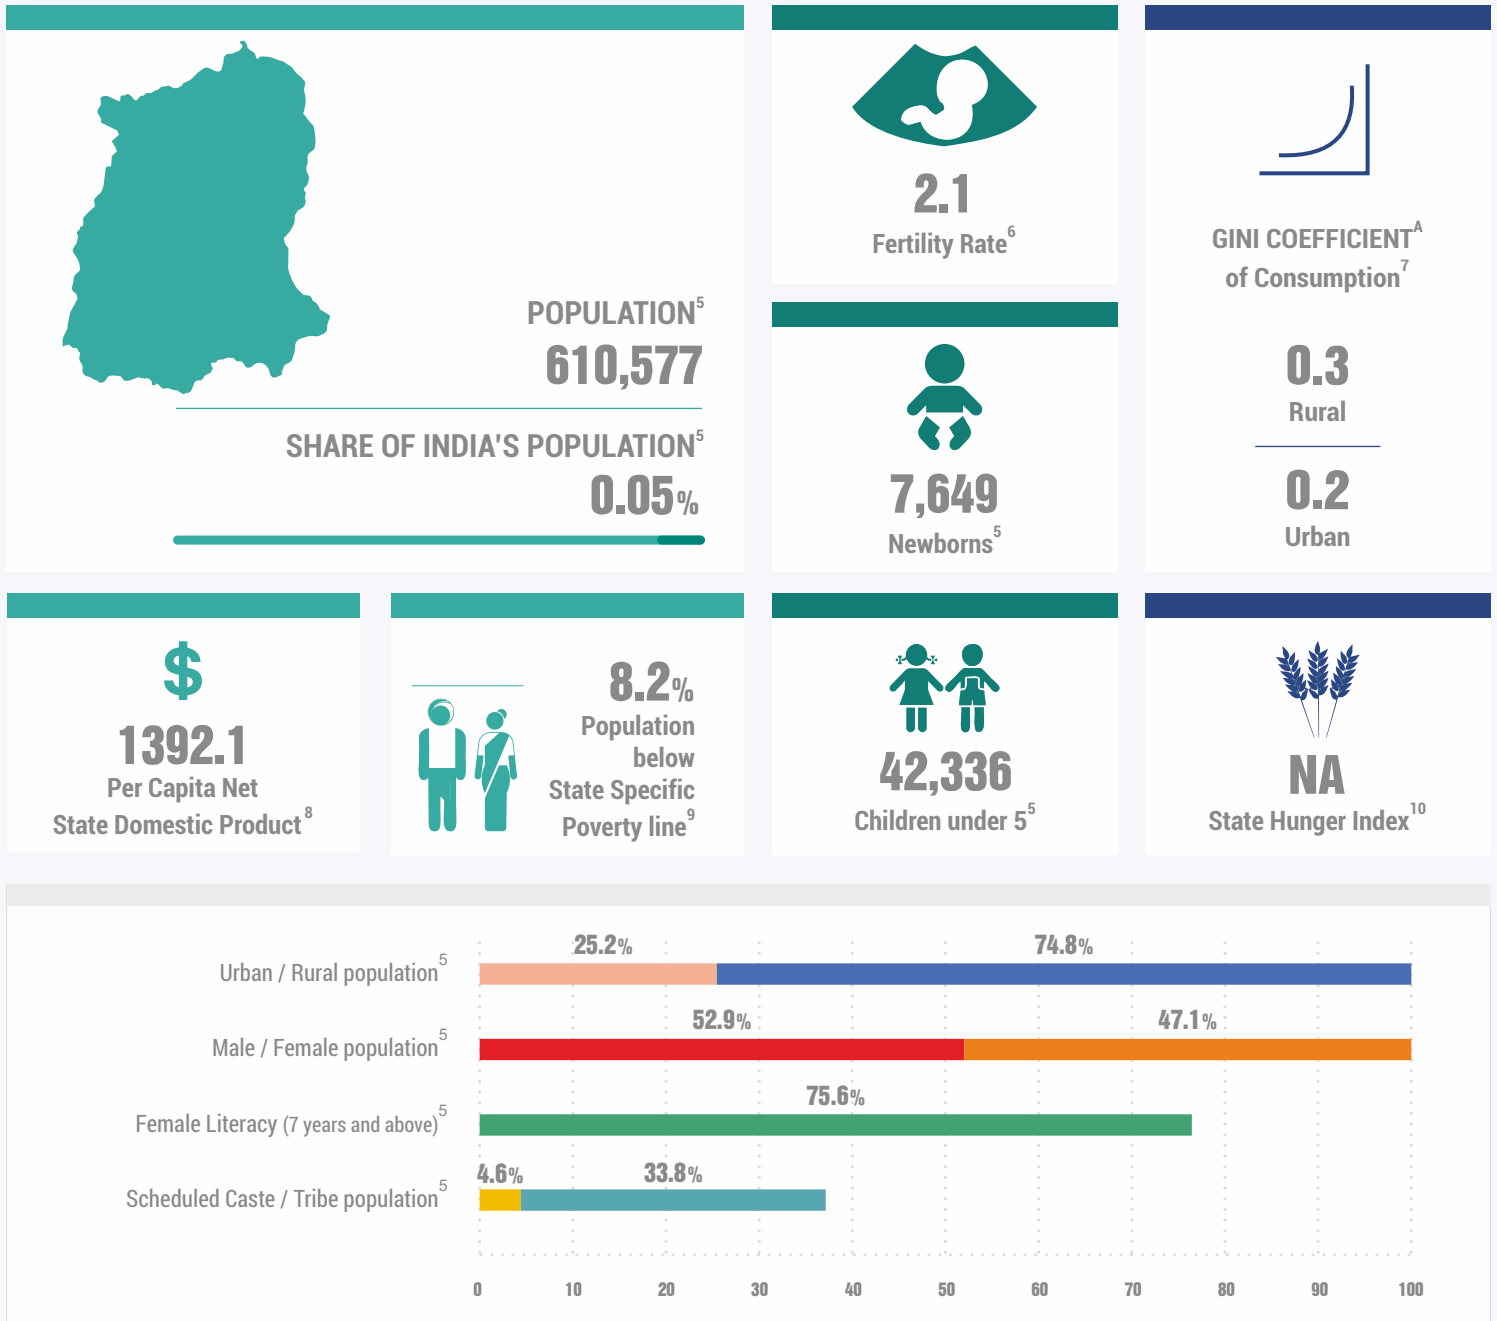 POPULATION5
610,577
SHARE OF INDIA'S POPULATION5
0.05%
2.1
Fertility Rate6
7,649
Newborns5
GINI COEFFICIENTA
of Consumption7
0.3
Rural
0.2
Urban
$
1392.1
Per Capita Net
State Domestic Product8
8.2%
Population
below
State Specific
Poverty line9
42,336
Children under 55
NA
State Hunger Index10
25.2% 74.8%
Urban / Rural population5
52.9% 47.1%
Male / Female population5
75.6%
Female Literacy (7 years and above)5
4.6% 33.8%
Scheduled Caste / Tribe population5
0 10 20 30 40 50 60 70 80 90 100